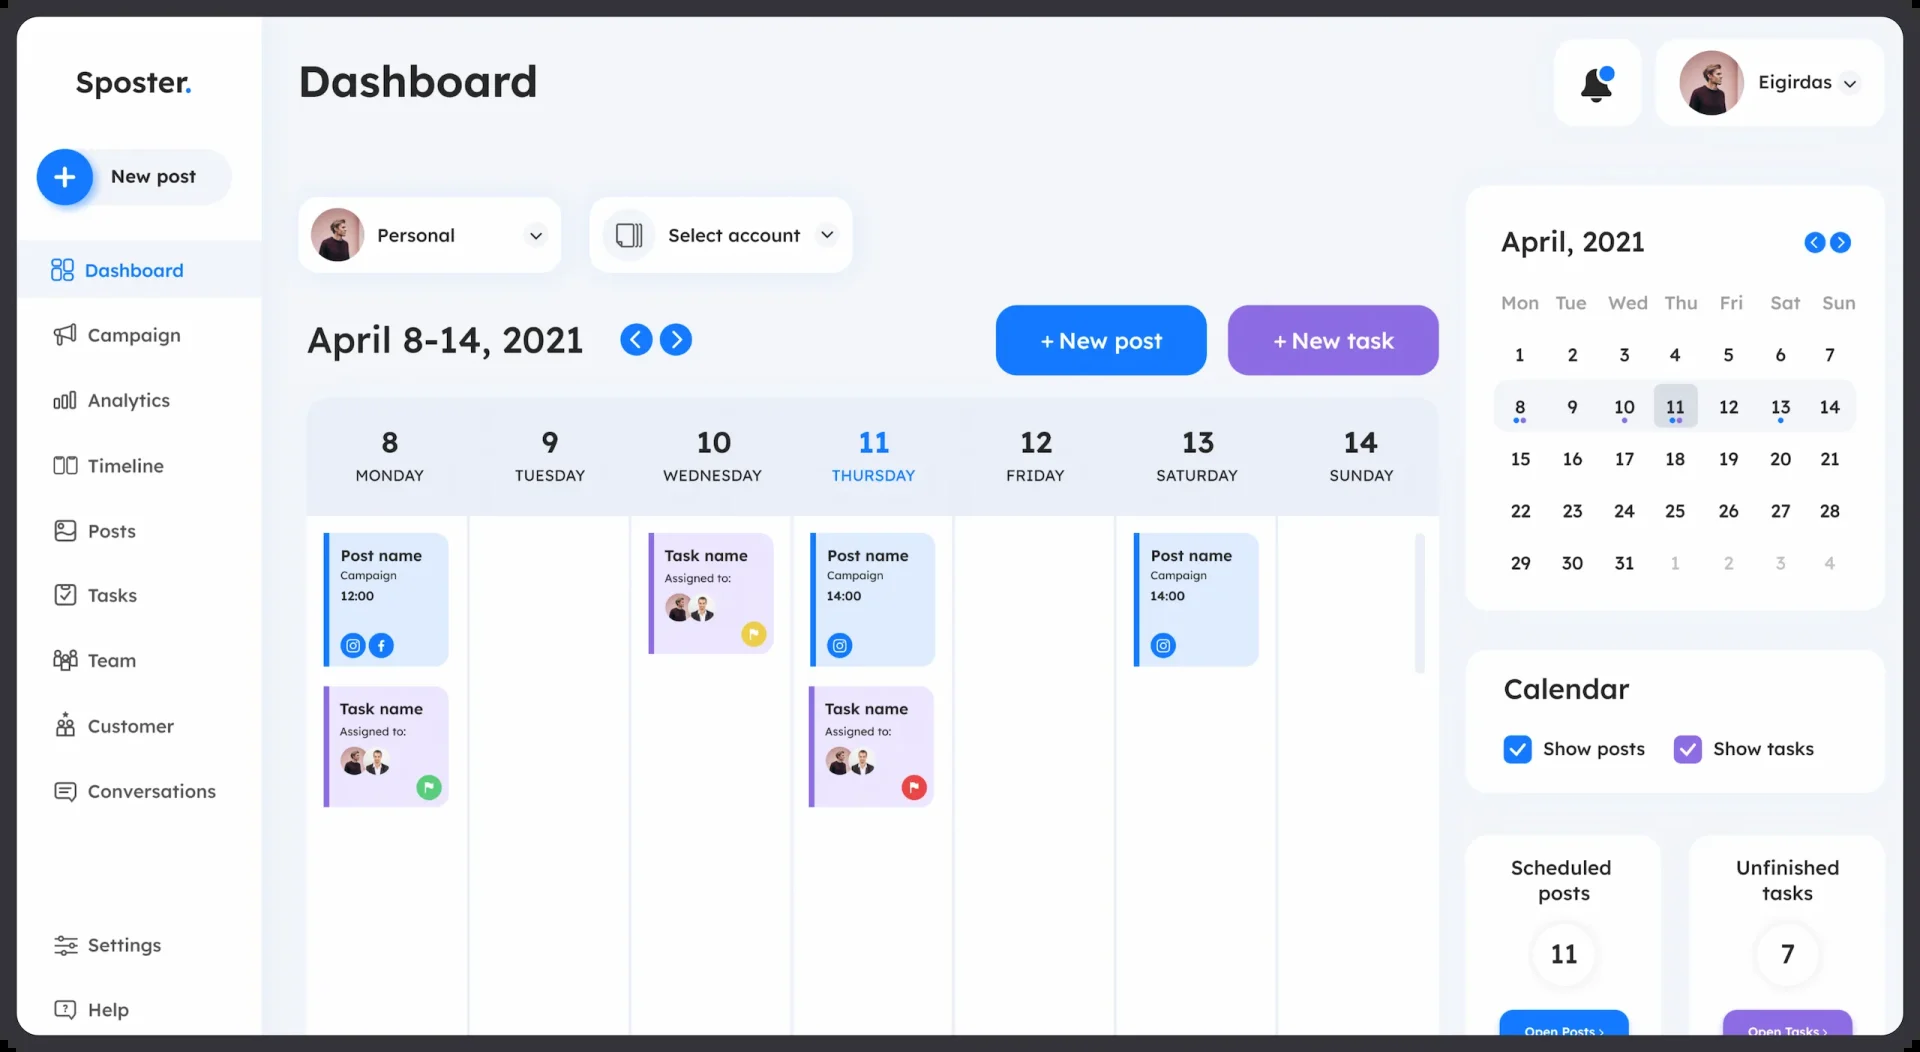 Sposter.
New post
Dashboard
Campaign
Analytics
Timeline
Posts
Tasks
Team
Customer
Conversations
Settings
Help
Dashboard
Eigirdas
Personal
Select account
April 8-14, 2021
+ New post
+ New task
8 9 10 11 12 13 14
MONDAY TUESDAY WEDNESDAY THURSDAY FRIDAY SATURDAY SUNDAY
Post name
Campaign
12:00
Task name
Assigned to:
Task name
Assigned to:
Post name
Campaign
14:00
Task name
Assigned to:
Post name
Campaign
14:00
April, 2021
Mon Tue Wed Thu Fri Sat Sun
1 2 3 4 5 6 7
8 9 10 11 12 13 14
15 16 17 18 19 20 21
22 23 24 25 26 27 28
29 30 31 1 2 3 4
Calendar
Show posts
Show tasks
Scheduled
posts
11
Open Posts ›
Unfinished
tasks
7
Open Tasks ›